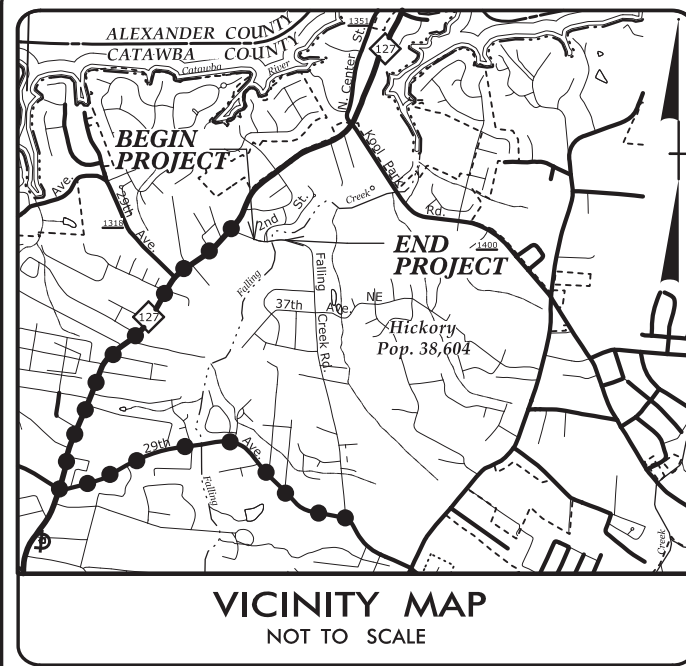 ALEXANDER COUNTY
CATAWBA COUNTY
Catawba River
1351
N. Center St.
127
BEGIN
PROJECT
Kool Park
Rd.
Ave.
29th Ave.
1318
2nd St.
Creek
END
PROJECT
1400
Falling
Falling Creek Rd.
37th Ave. NE
127
Hickory
Pop. 38,604
29th Ave.
Falling
Creek
VICINITY MAP
NOT TO SCALE